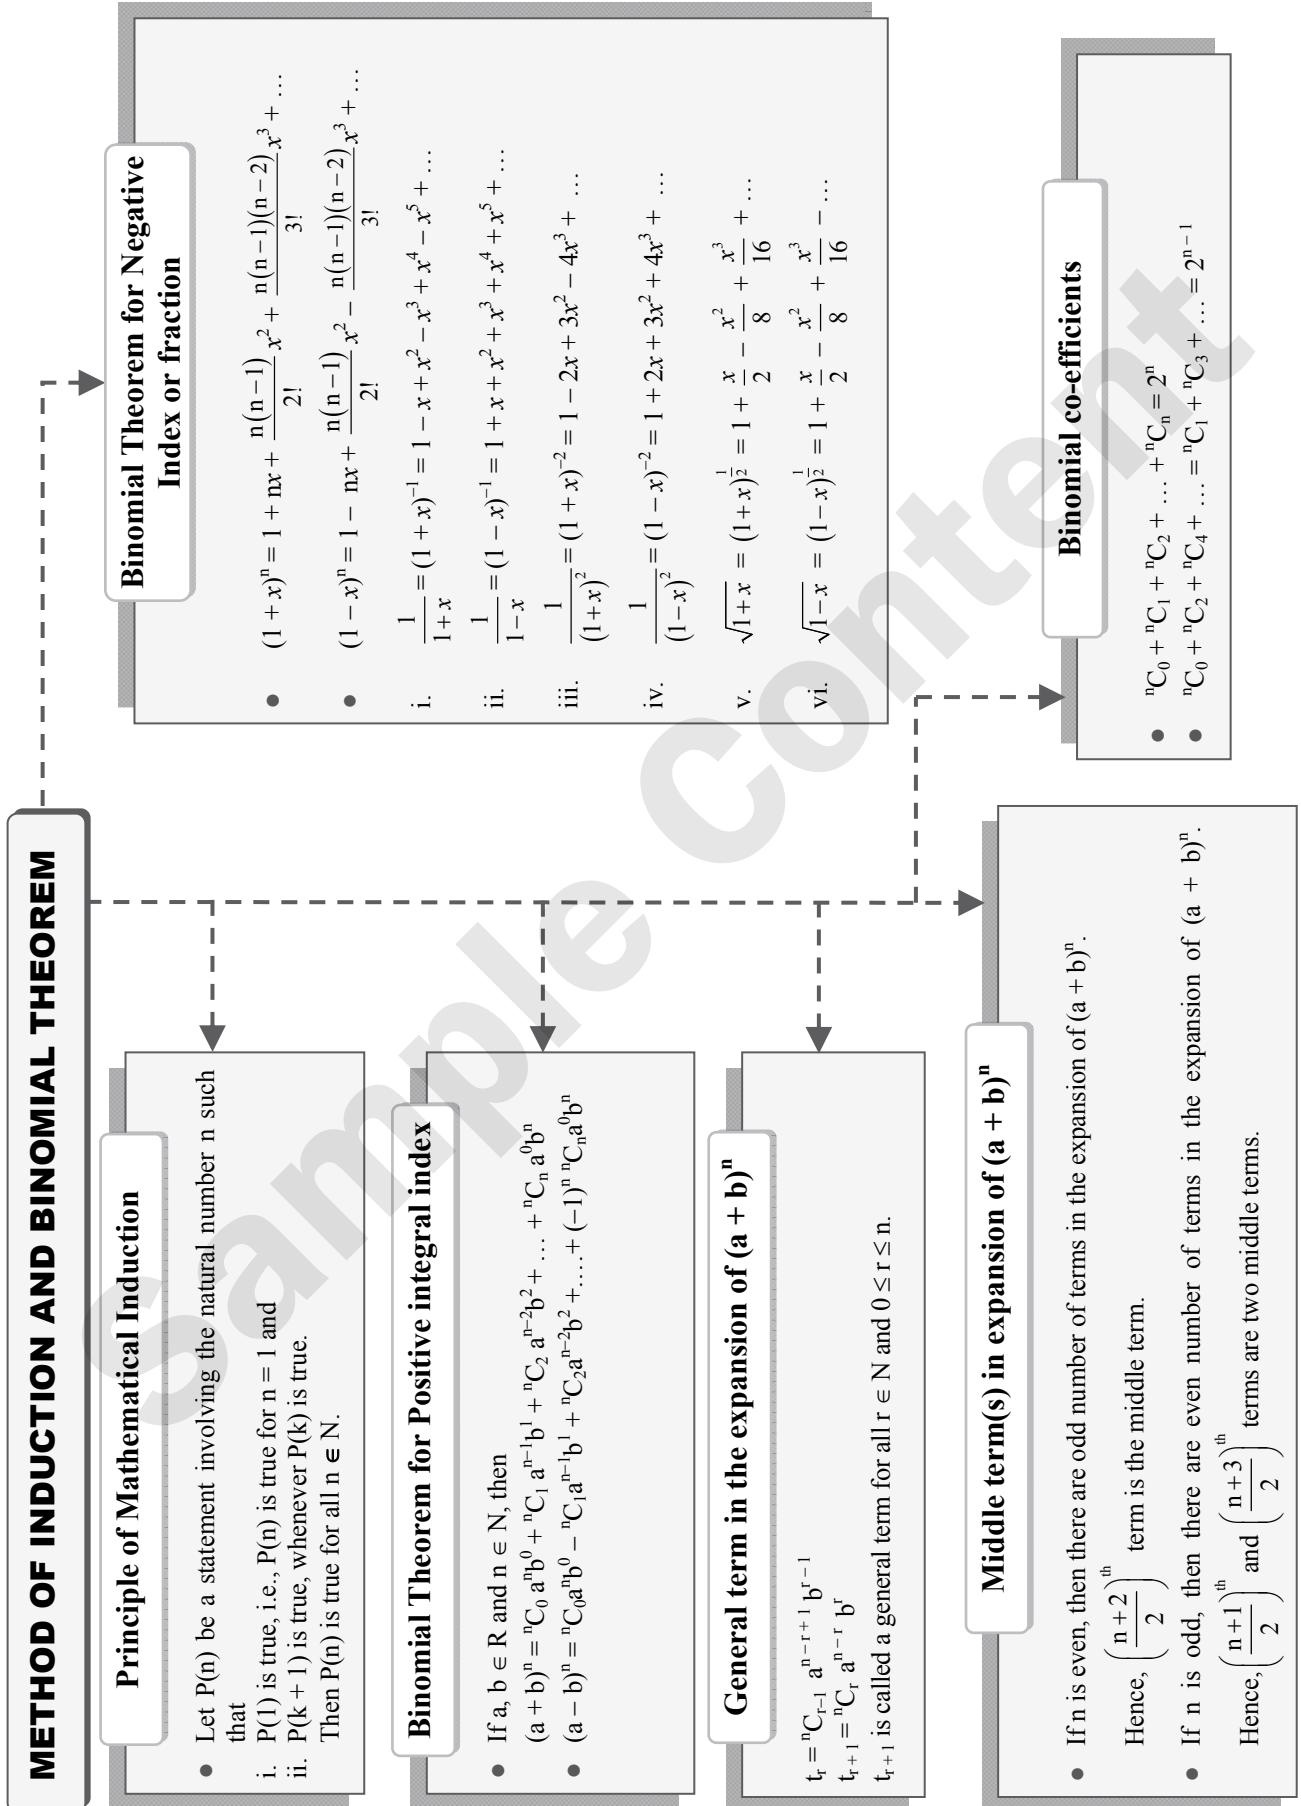 METHOD OF INDUCTION AND BINOMIAL THEOREM
Principle of Mathematical Induction
● Let P(n) be a statement involving the natural number n such
that
i. P(1) is true, i.e., P(n) is true for n = 1 and
ii. P(k + 1) is true, whenever P(k) is true.
Then P(n) is true for all n ∈ N.
Binomial Theorem for Positive integral index
● If a, b ∈ R and n ∈ N, then
(a + b)ⁿ = ⁿC₀ aⁿb⁰ + ⁿC₁ aⁿ⁻¹b¹ + ⁿC₂ aⁿ⁻²b² + … + ⁿCₙ a⁰bⁿ
● (a − b)ⁿ = ⁿC₀aⁿb⁰ − ⁿC₁aⁿ⁻¹b¹ + ⁿC₂aⁿ⁻²b² +….+ (−1)ⁿ ⁿCₙa⁰bⁿ
General term in the expansion of (a + b)ⁿ
tᵣ = ⁿCᵣ₋₁ aⁿ⁻ʳ⁺¹ bʳ⁻¹
tᵣ₊₁ = ⁿCᵣ aⁿ⁻ʳ bʳ
tᵣ₊₁ is called a general term for all r ∈ N and 0 ≤ r ≤ n.
Middle term(s) in expansion of (a + b)ⁿ
● If n is even, then there are odd number of terms in the expansion of (a + b)ⁿ.
Hence, ((n+2)/2)th term is the middle term.
● If n is odd, then there are even number of terms in the expansion of (a + b)ⁿ.
Hence, ((n+1)/2)th and ((n+3)/2)th terms are two middle terms.
Binomial Theorem for Negative
Index or fraction
● (1 + x)ⁿ = 1 + nx + n(n−1)/2! x² + n(n−1)(n−2)/3! x³ + …
● (1 − x)ⁿ = 1 − nx + n(n−1)/2! x² − n(n−1)(n−2)/3! x³ + …
i. 1/(1+x) = (1 + x)⁻¹ = 1 − x + x² − x³ + x⁴ − x⁵ + …
ii. 1/(1−x) = (1 − x)⁻¹ = 1 + x + x² + x³ + x⁴ + x⁵ + …
iii. 1/(1+x)² = (1 + x)⁻² = 1 − 2x + 3x² − 4x³ + …
iv. 1/(1−x)² = (1 − x)⁻² = 1 + 2x + 3x² + 4x³ + …
v. √(1+x) = (1+x)^(1/2) = 1 + x/2 − x²/8 + x³/16 + …
vi. √(1−x) = (1−x)^(1/2) = 1 + x/2 − x²/8 + x³/16 − …
Binomial co-efficients
● ⁿC₀ + ⁿC₁ + ⁿC₂ + … + ⁿCₙ = 2ⁿ
● ⁿC₀ + ⁿC₂ + ⁿC₄ + … = ⁿC₁ + ⁿC₃ + … = 2ⁿ⁻¹
Sample Content